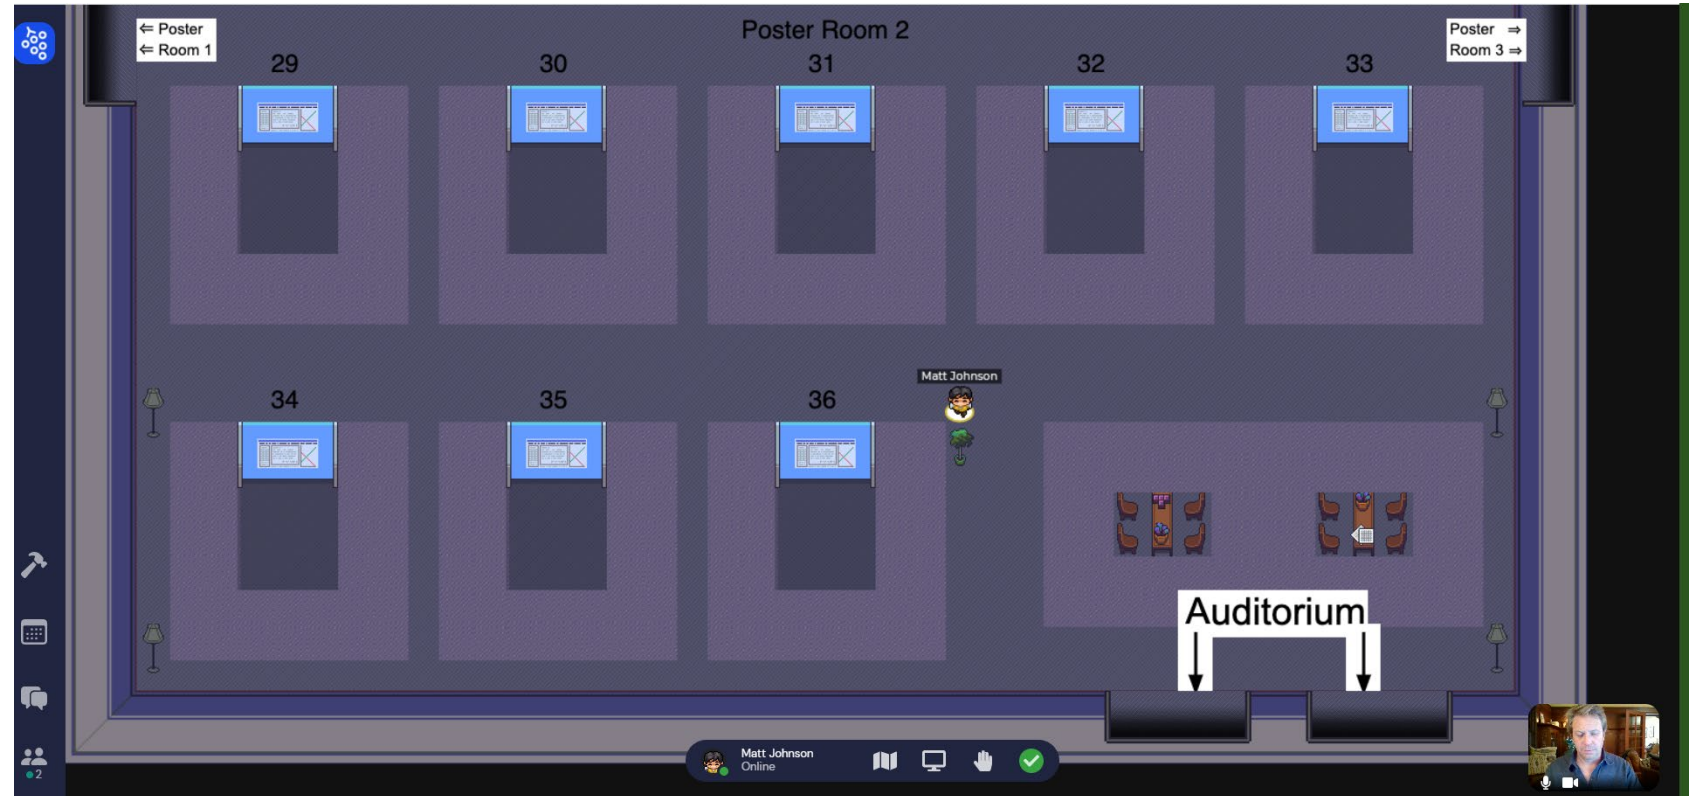 ⇐ Poster
⇐ Room 1
Poster Room 2
Poster ⇒
Room 3 ⇒
29
30
31
32
33
Matt Johnson
34
35
36
Auditorium
Matt Johnson
Online
2